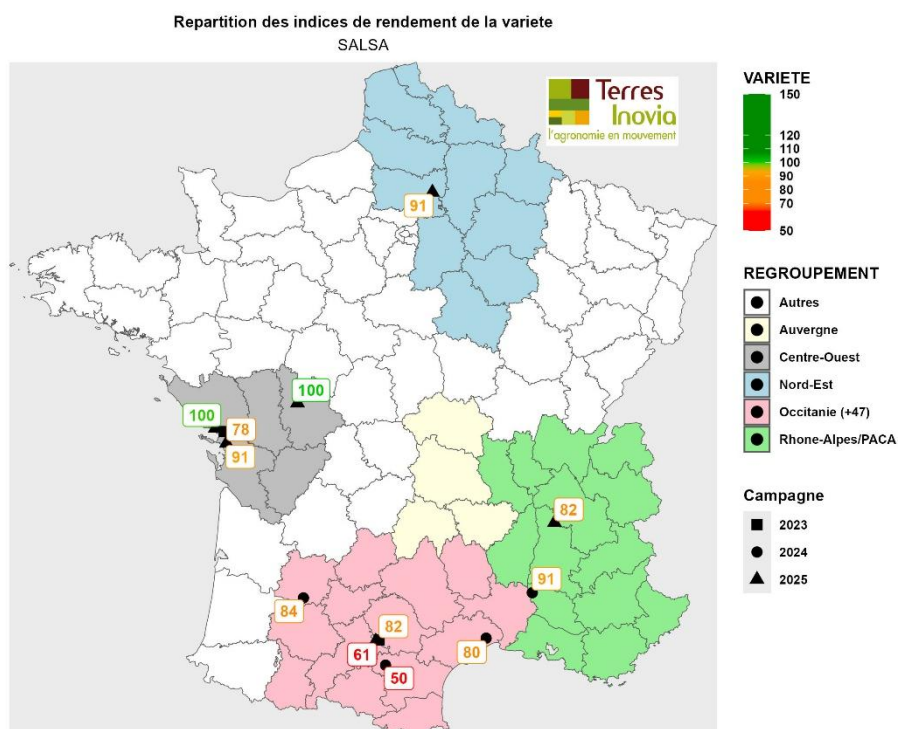 Repartition des indices de rendement de la variete
SALSA
Terres
Inovia
l'agronomie en mouvement
91
100
100
78
91
82
91
84
82
61
80
50
VARIETE
150
120
110
100
90
80
70
50
REGROUPEMENT
Autres
Auvergne
Centre-Ouest
Nord-Est
Occitanie (+47)
Rhone-Alpes/PACA
Campagne
2023
2024
2025